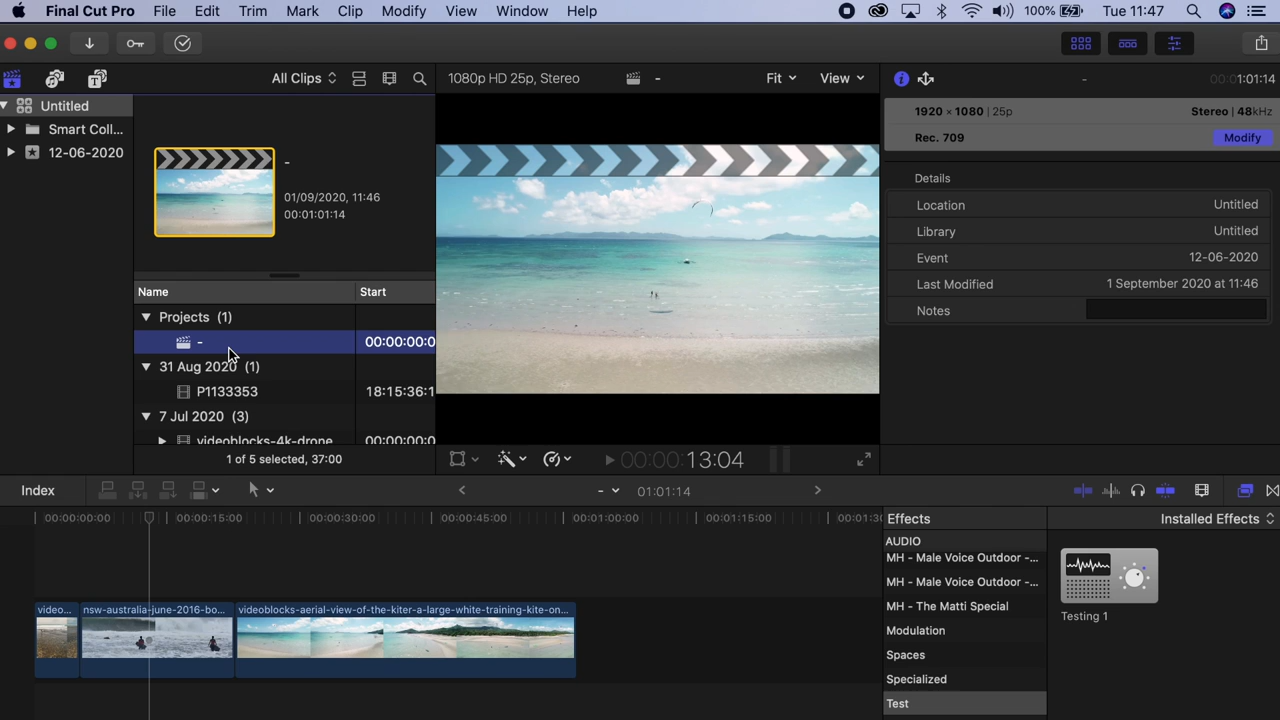 Final Cut Pro File Edit Trim Mark Clip Modify View Window Help 100% Tue 11:47
All Clips 1080p HD 25p, Stereo - Fit View - 00:01:01:14
Untitled
Smart Coll...
12-06-2020
-
01/09/2020, 11:46
00:01:01:14
Name Start
Projects (1)
- 00:00:00:0
31 Aug 2020 (1)
P1133353 18:15:36:1
7 Jul 2020 (3)
videoblocks-4k-drone 00:00:00:0
1 of 5 selected, 37:00
00:00:13:04
1920 × 1080 | 25p Stereo | 48kHz
Rec. 709 Modify
Details
Location Untitled
Library Untitled
Event 12-06-2020
Last Modified 1 September 2020 at 11:46
Notes
Index - 01:01:14
00:00:00:00 00:00:15:00 00:00:30:00 00:00:45:00 00:01:00:00 00:01:15:00 00:01:30
video... nsw-australia-june-2016-bo... videoblocks-aerial-view-of-the-kiter-a-large-white-training-kite-on...
Effects Installed Effects
AUDIO
MH - Male Voice Outdoor -...
MH - Male Voice Outdoor -...
MH - The Matti Special
Modulation
Spaces
Specialized
Test
Testing 1